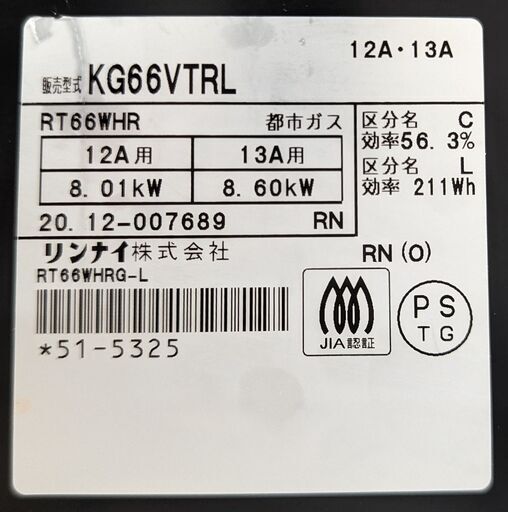 12A・13A
販売型式 KG66VTRL
RT66WHR 都市ガス
12A用 13A用
8.01kW 8.60kW
20.12-007689 RN
区分名 C
効率56.3%
区分名 L
効率 211Wh
リンナイ株式会社
RN (O)
RT66WHRG-L
*51-5325
JIA認証
PS
TG